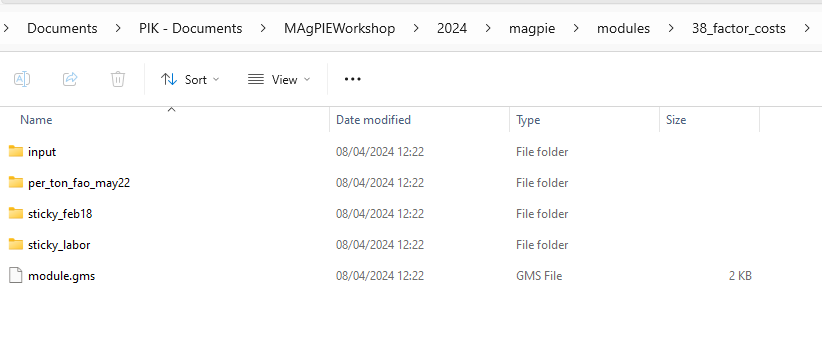 Documents > PIK - Documents > MAgPIEWorkshop > 2024 > magpie > modules > 38_factor_costs >
Sort View ...
Name Date modified Type Size
input 08/04/2024 12:22 File folder
per_ton_fao_may22 08/04/2024 12:22 File folder
sticky_feb18 08/04/2024 12:22 File folder
sticky_labor 08/04/2024 12:22 File folder
module.gms 08/04/2024 12:22 GMS File 2 KB